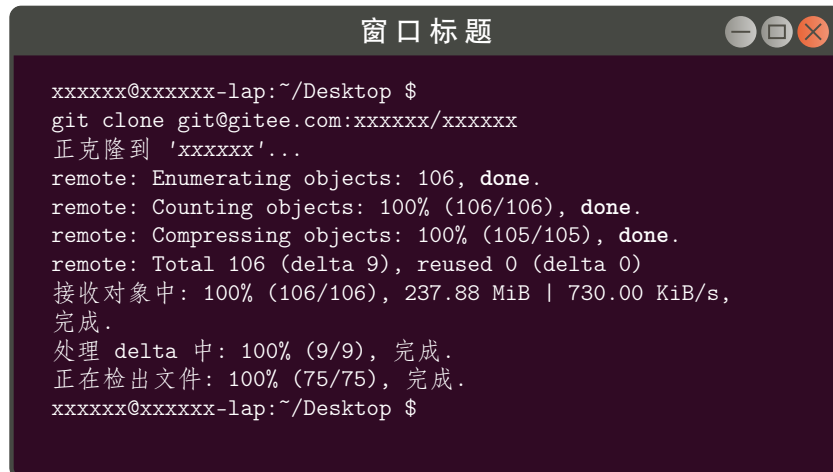 窗口标题
xxxxxx@xxxxxx-lap:~/Desktop $
git clone git@gitee.com:xxxxxx/xxxxxx
正克隆到 'xxxxxx'...
remote: Enumerating objects: 106, done.
remote: Counting objects: 100% (106/106), done.
remote: Compressing objects: 100% (105/105), done.
remote: Total 106 (delta 9), reused 0 (delta 0)
接收对象中: 100% (106/106), 237.88 MiB | 730.00 KiB/s,
完成.
处理 delta 中: 100% (9/9), 完成.
正在检出文件: 100% (75/75), 完成.
xxxxxx@xxxxxx-lap:~/Desktop $